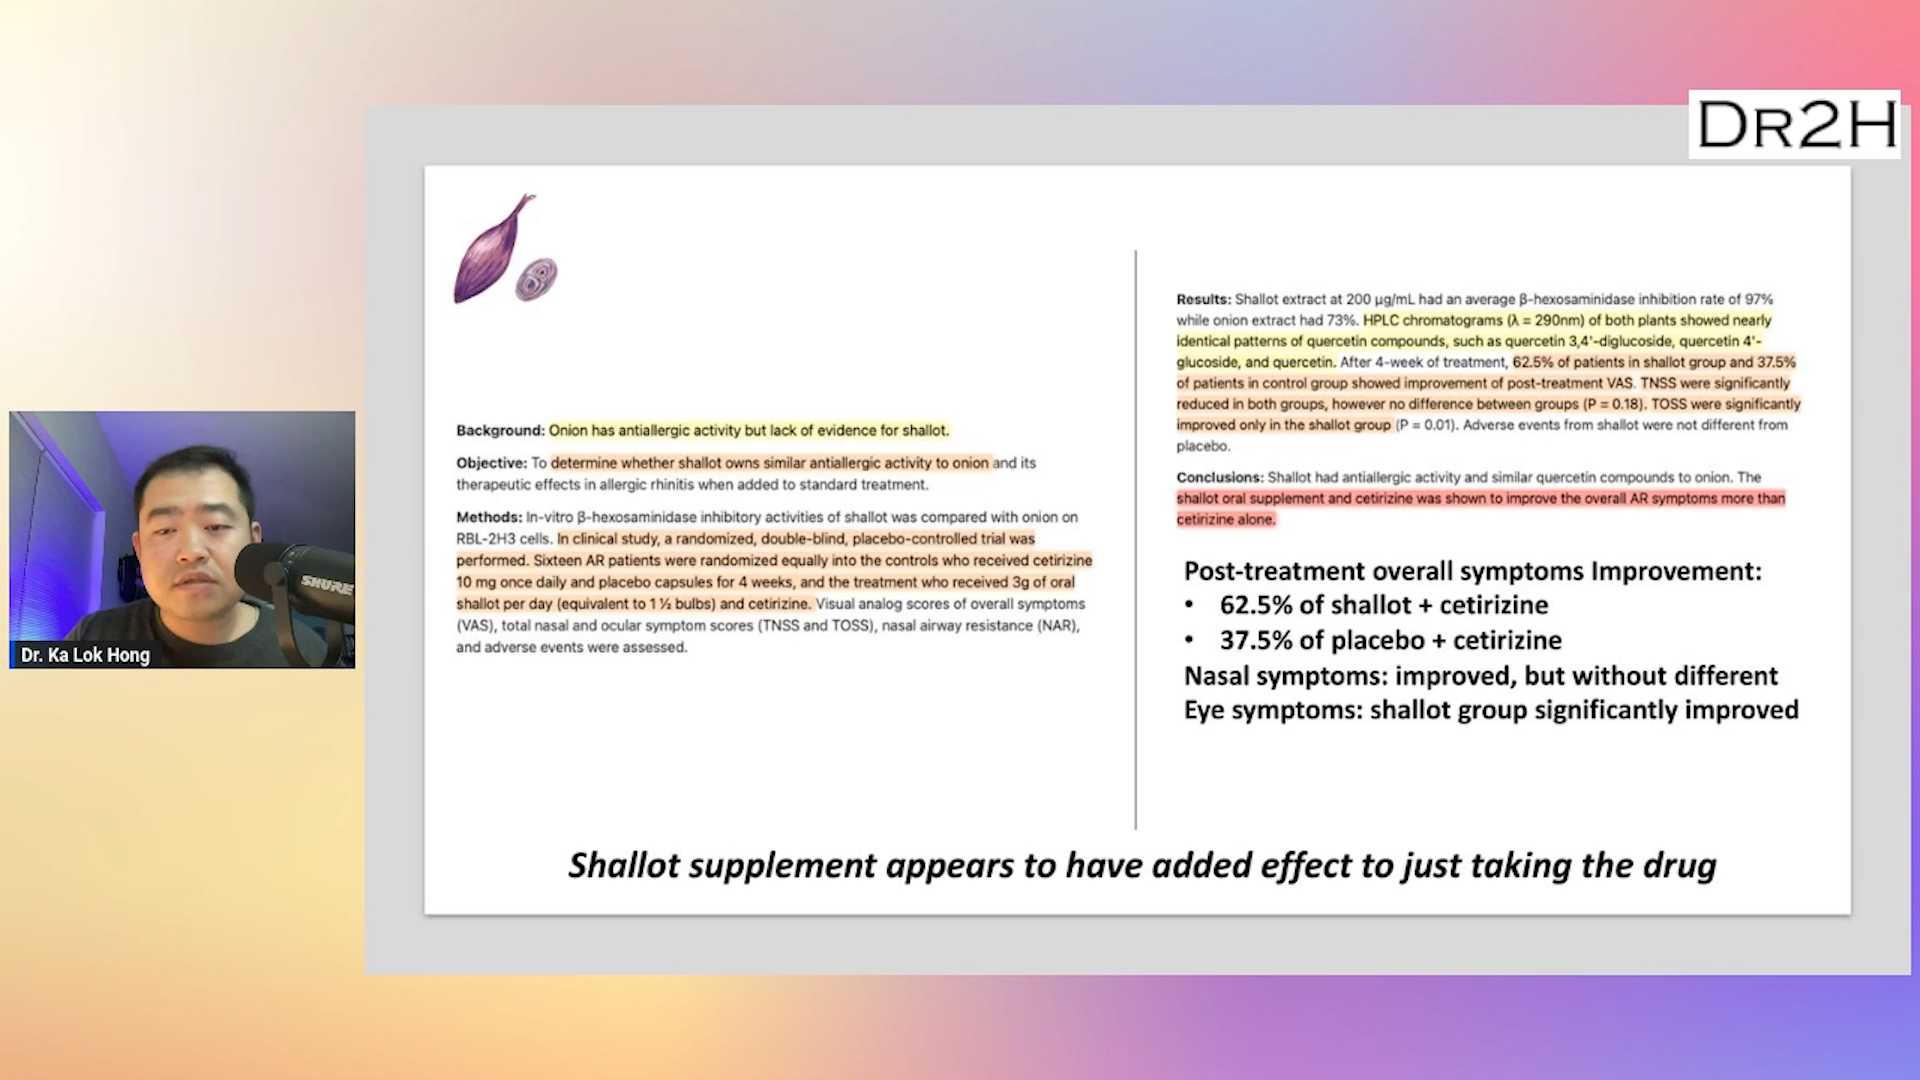 DR2H
Background: Onion has antiallergic activity but lack of evidence for shallot.
Objective: To determine whether shallot owns similar antiallergic activity to onion and its
therapeutic effects in allergic rhinitis when added to standard treatment.
Methods: In-vitro β-hexosaminidase inhibitory activities of shallot was compared with onion on
RBL-2H3 cells. In clinical study, a randomized, double-blind, placebo-controlled trial was
performed. Sixteen AR patients were randomized equally into the controls who received cetirizine
10 mg once daily and placebo capsules for 4 weeks, and the treatment who received 3g of oral
shallot per day (equivalent to 1 ½ bulbs) and cetirizine. Visual analog scores of overall symptoms
(VAS), total nasal and ocular symptom scores (TNSS and TOSS), nasal airway resistance (NAR),
and adverse events were assessed.
Results: Shallot extract at 200 μg/mL had an average β-hexosaminidase inhibition rate of 97%
while onion extract had 73%. HPLC chromatograms (λ = 290nm) of both plants showed nearly
identical patterns of quercetin compounds, such as quercetin 3,4'-diglucoside, quercetin 4'-
glucoside, and quercetin. After 4-week of treatment, 62.5% of patients in shallot group and 37.5%
of patients in control group showed improvement of post-treatment VAS. TNSS were significantly
reduced in both groups, however no difference between groups (P = 0.18). TOSS were significantly
improved only in the shallot group (P = 0.01). Adverse events from shallot were not different from
placebo.
Conclusions: Shallot had antiallergic activity and similar quercetin compounds to onion. The
shallot oral supplement and cetirizine was shown to improve the overall AR symptoms more than
cetirizine alone.
Post-treatment overall symptoms Improvement:
• 62.5% of shallot + cetirizine
• 37.5% of placebo + cetirizine
Nasal symptoms: improved, but without different
Eye symptoms: shallot group significantly improved
Shallot supplement appears to have added effect to just taking the drug
SHURE
Dr. Ka Lok Hong